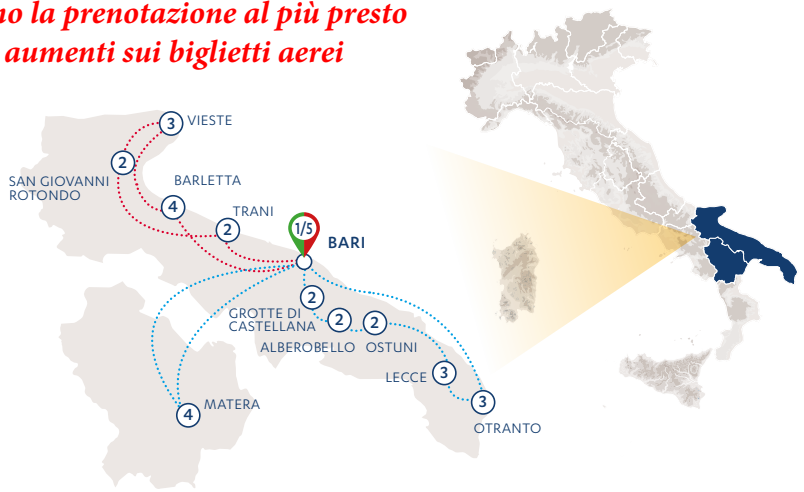 no la prenotazione al più presto
aumenti sui biglietti aerei
3 VIESTE
2
SAN GIOVANNI
ROTONDO
BARLETTA
4
TRANI
2
1/5
BARI
2
GROTTE DI
CASTELLANA
2
2
ALBEROBELLO OSTUNI
LECCE 3
3
OTRANTO
4 MATERA